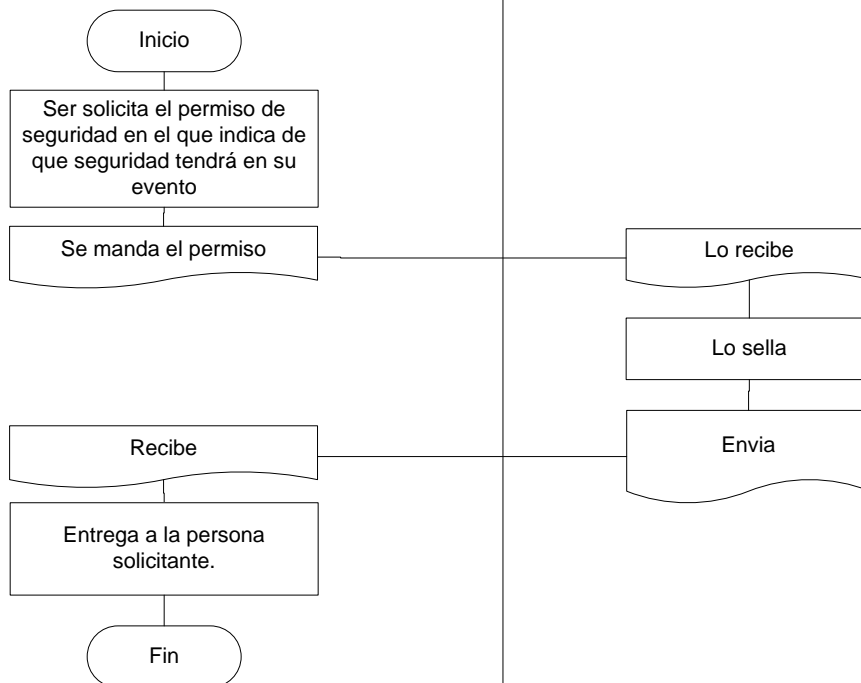 Inicio
Ser solicita el permiso de
seguridad en el que indica de
que seguridad tendrá en su
evento
Se manda el permiso
Lo recibe
Lo sella
Envia
Recibe
Entrega a la persona
solicitante.
Fin